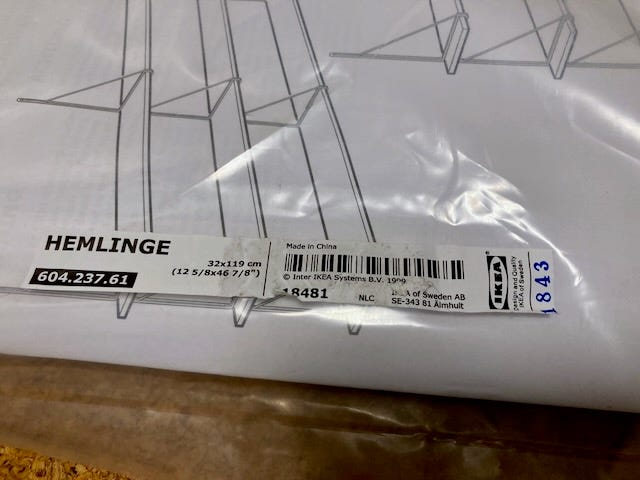 HEMLINGE
32x119 cm
(12 5/8x46 7/8")
604.237.61
Made in China
© Inter IKEA Systems B.V. 1999
18481
NLC
of Sweden AB
SE-343 81 Älmhult
IKEA
Design and Quality
IKEA of Sweden
1843